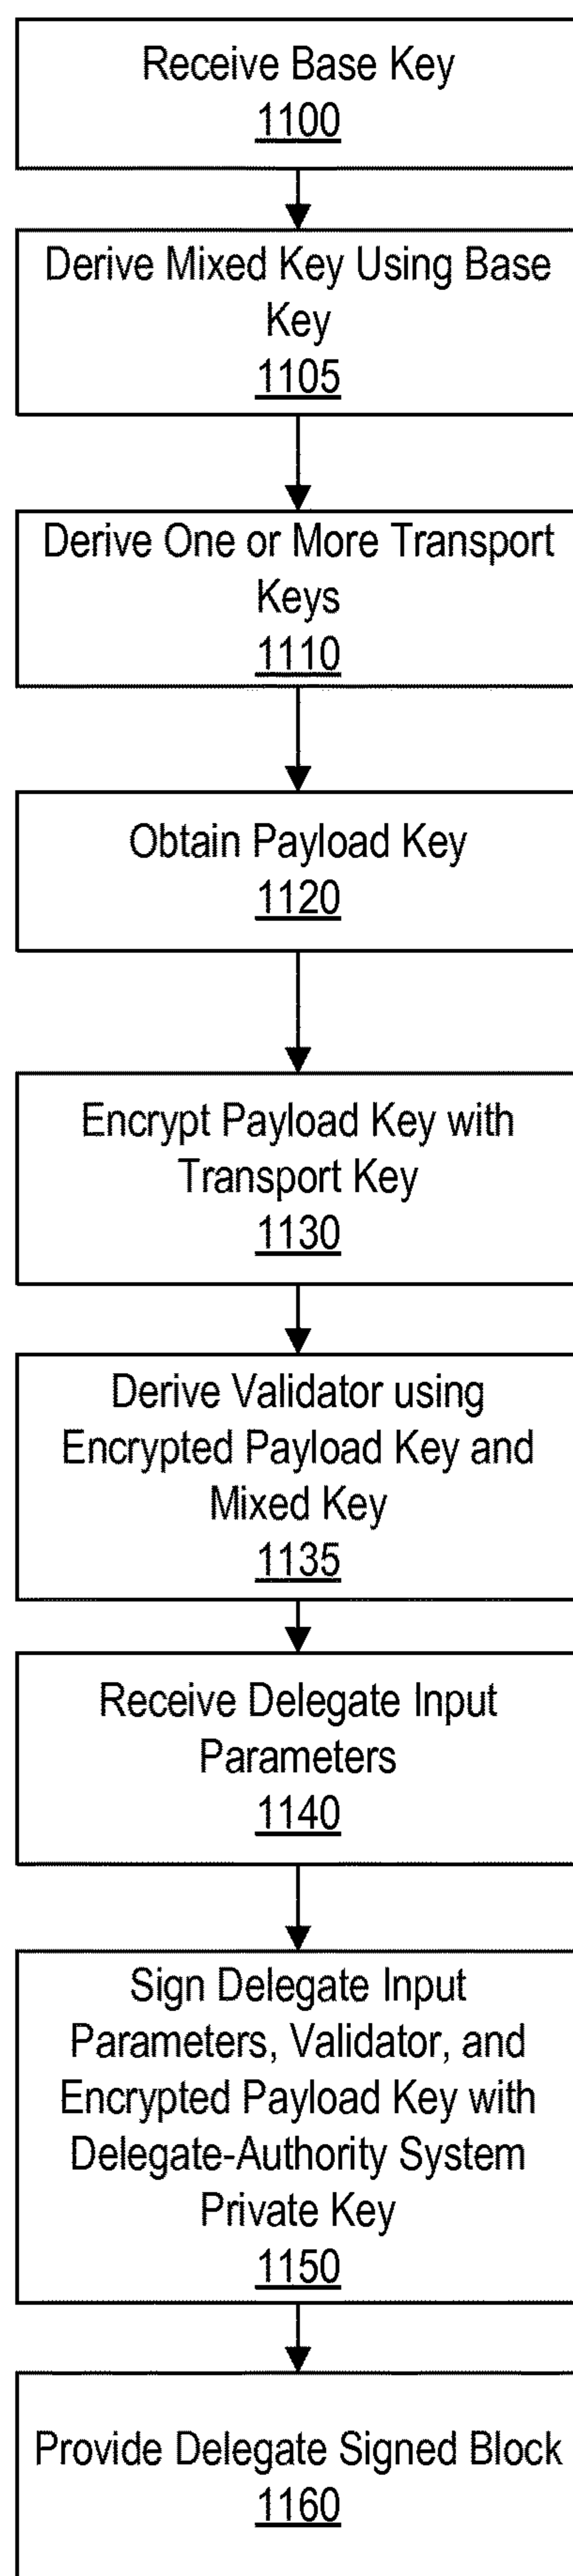 Receive Base Key
1100
Derive Mixed Key Using Base
Key
1105
Derive One or More Transport
Keys
1110
Obtain Payload Key
1120
Encrypt Payload Key with
Transport Key
1130
Derive Validator using
Encrypted Payload Key and
Mixed Key
1135
Receive Delegate Input
Parameters
1140
Sign Delegate Input
Parameters, Validator, and
Encrypted Payload Key with
Delegate-Authority System
Private Key
1150
Provide Delegate Signed Block
1160